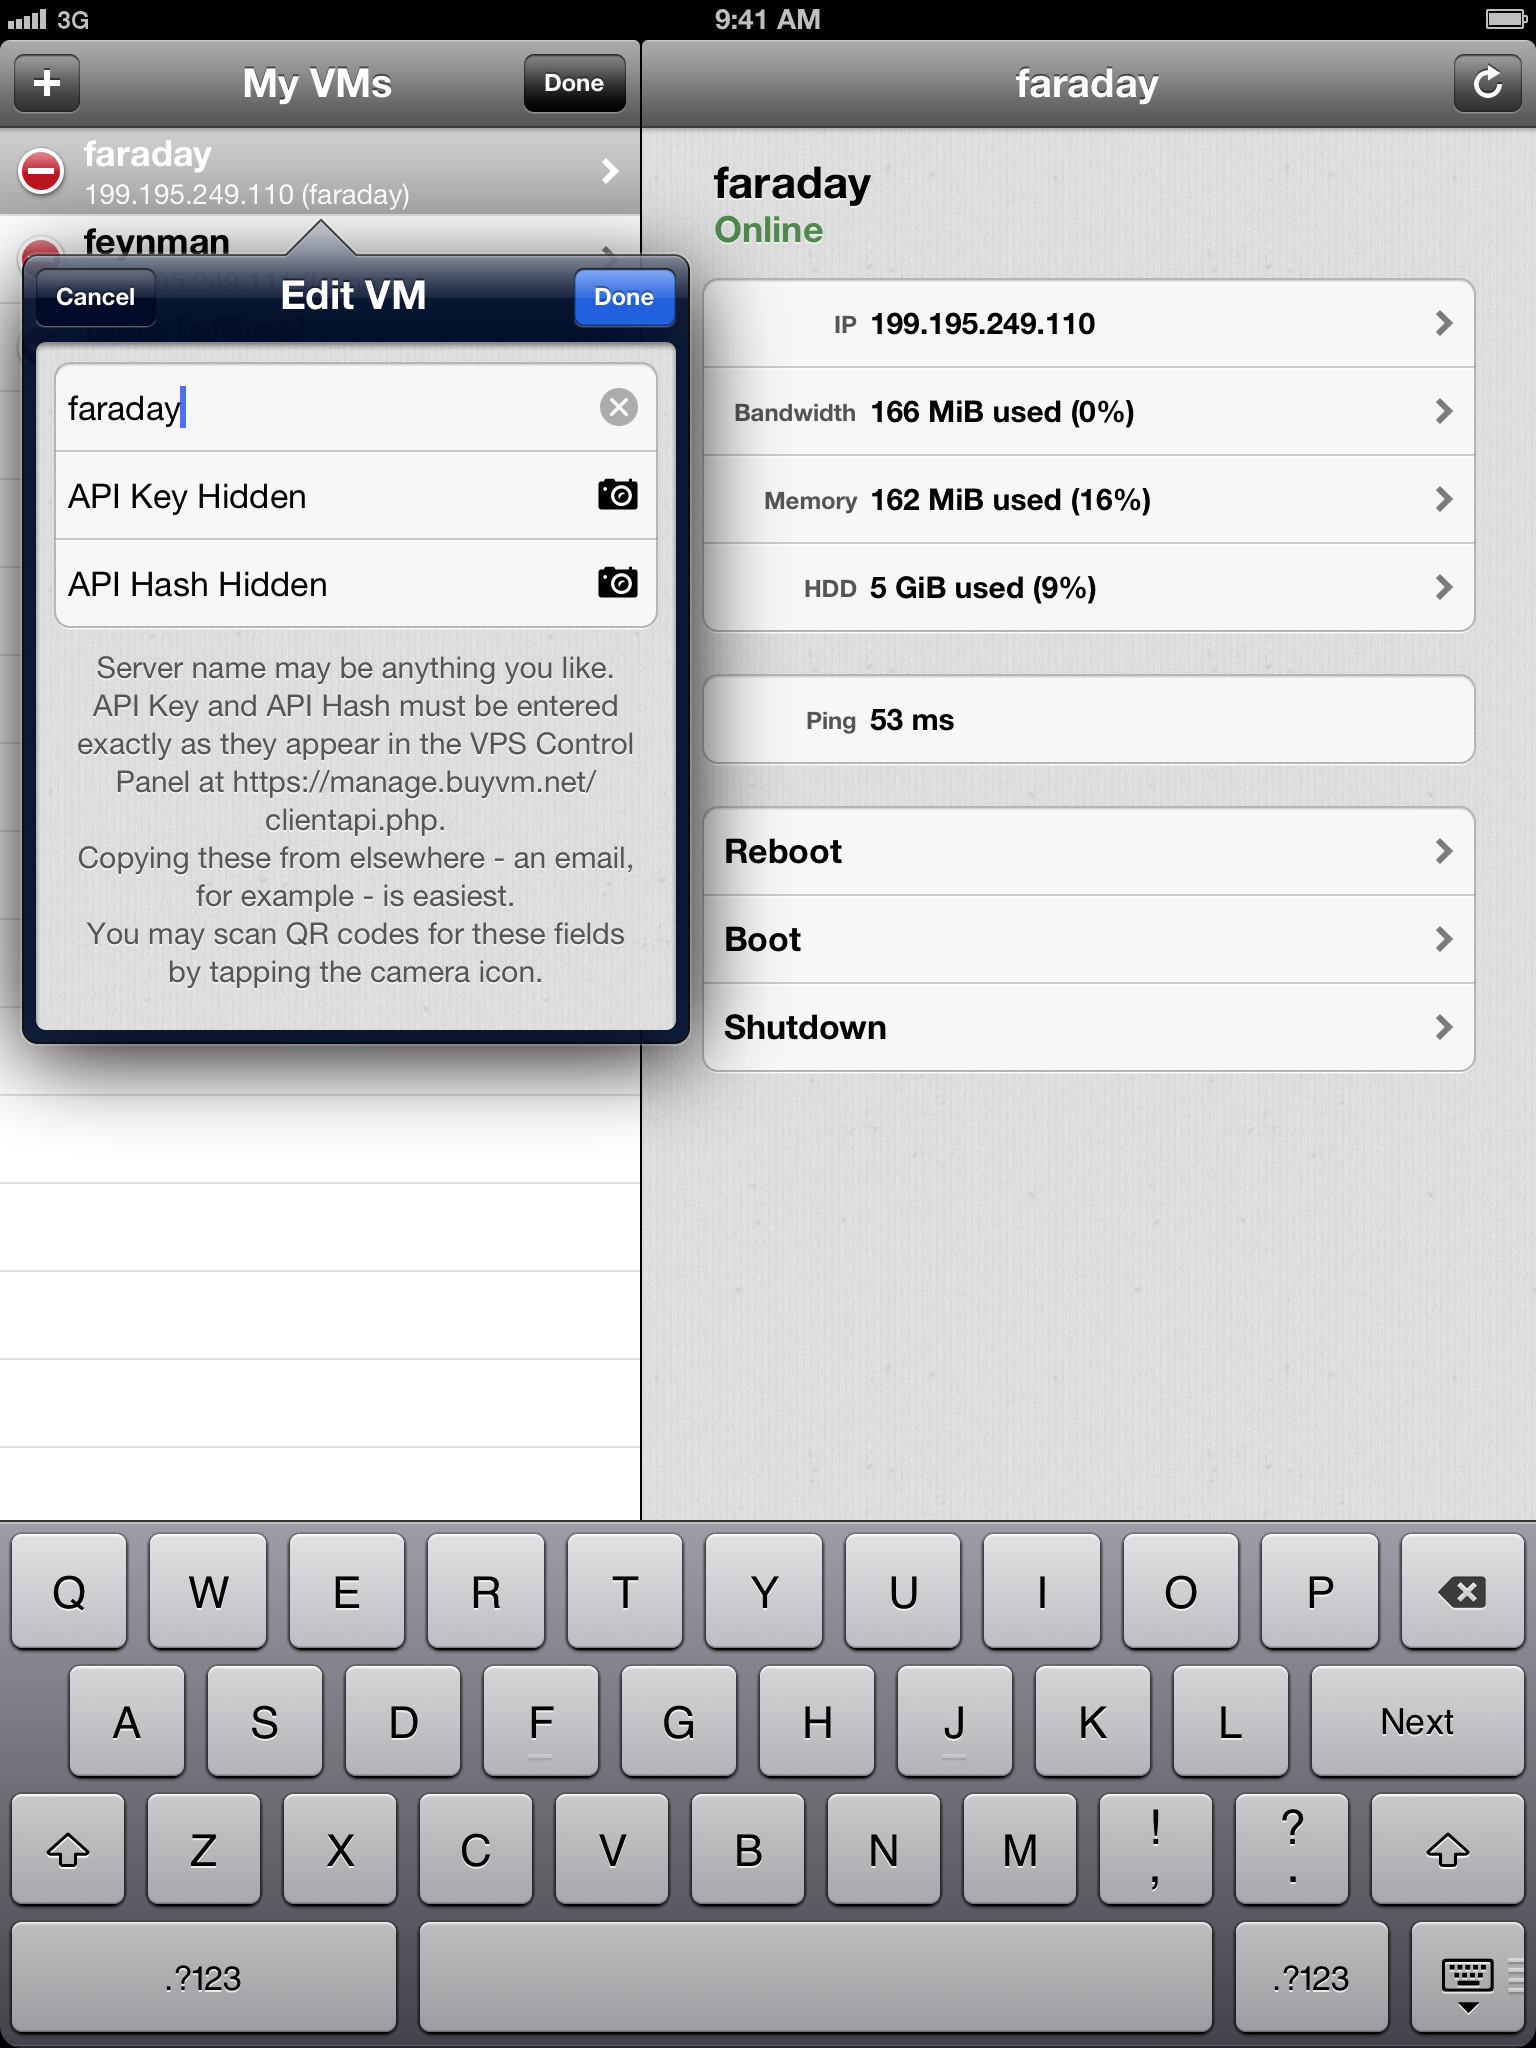 3G
9:41 AM
My VMs
Done
faraday
faraday
199.195.249.110 (faraday)
feynman
Cancel
Edit VM
Done
faraday
API Key Hidden
API Hash Hidden
Server name may be anything you like.
API Key and API Hash must be entered
exactly as they appear in the VPS Control
Panel at https://manage.buyvm.net/
clientapi.php.
Copying these from elsewhere - an email,
for example - is easiest.
You may scan QR codes for these fields
by tapping the camera icon.
faraday
Online
IP 199.195.249.110
Bandwidth 166 MiB used (0%)
Memory 162 MiB used (16%)
HDD 5 GiB used (9%)
Ping 53 ms
Reboot
Boot
Shutdown
Q W E R T Y U I O P
A S D F G H J K L Next
Z X C V B N M ! , ? .
.?123 .?123